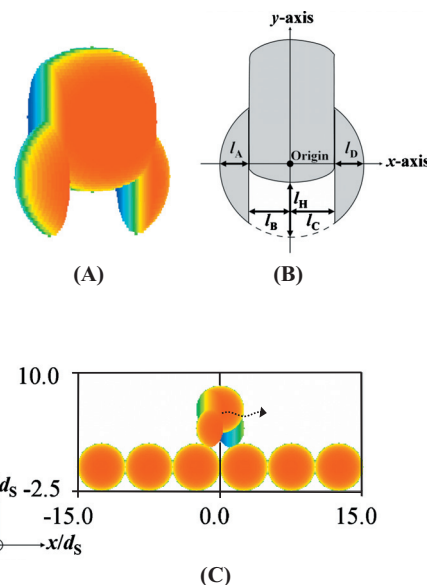 y-axis
Origin
x-axis
l_A
l_D
l_H
l_B
l_C
(A)
(B)
10.0
d_S -2.5
-15.0 0.0 15.0
x/d_S
(C)